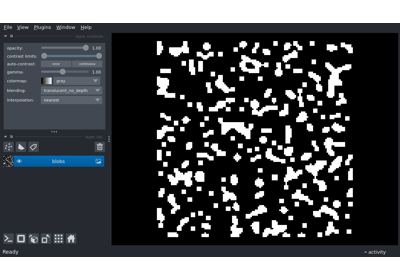 File View Plugins Window Help
opacity: 1.00
contrast limits:
auto-contrast: once continuous
gamma: 1.00
colormap: gray
blending: translucent_no_depth
interpolation: nearest
blobs
Ready
activity